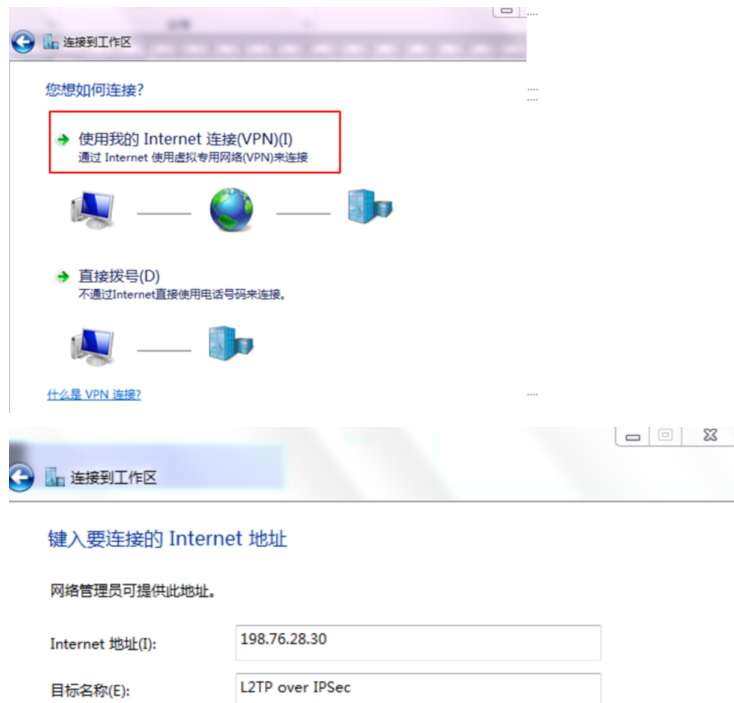 连接到工作区
您想如何连接?
使用我的 Internet 连接(VPN)(I)
通过 Internet 使用虚拟专用网络(VPN)来连接
直接拨号(D)
不通过Internet直接使用电话号码来连接。
什么是 VPN 连接?
连接到工作区
键入要连接的 Internet 地址
网络管理员可提供此地址。
Internet 地址(I):
198.76.28.30
目标名称(E):
L2TP over IPSec